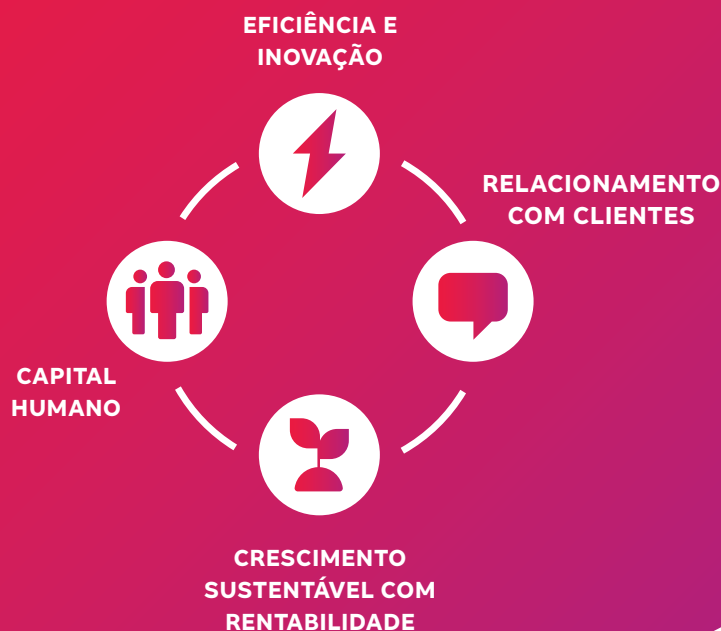 EFICIÊNCIA E
INOVAÇÃO
RELACIONAMENTO
COM CLIENTES
CAPITAL
HUMANO
CRESCIMENTO
SUSTENTÁVEL COM
RENTABILIDADE